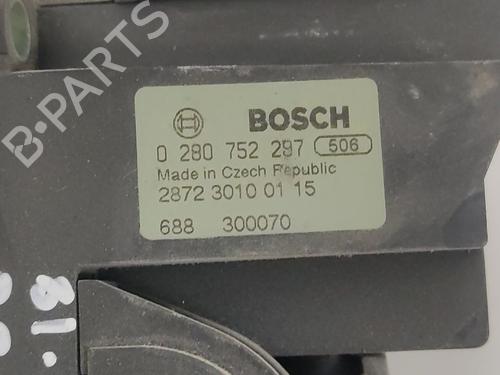 B-PARTS
BOSCH
0 280 752 297 506
Made in Czech Republic
2872 3010 01 15
688 300070